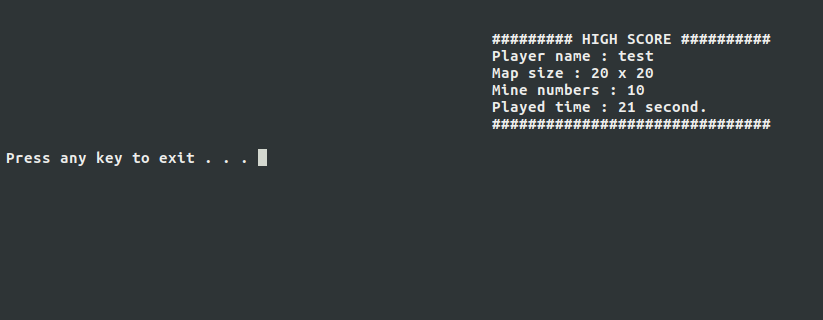 ######### HIGH SCORE ##########
Player name : test
Map size : 20 x 20
Mine numbers : 10
Played time : 21 second.
###############################
Press any key to exit . . .